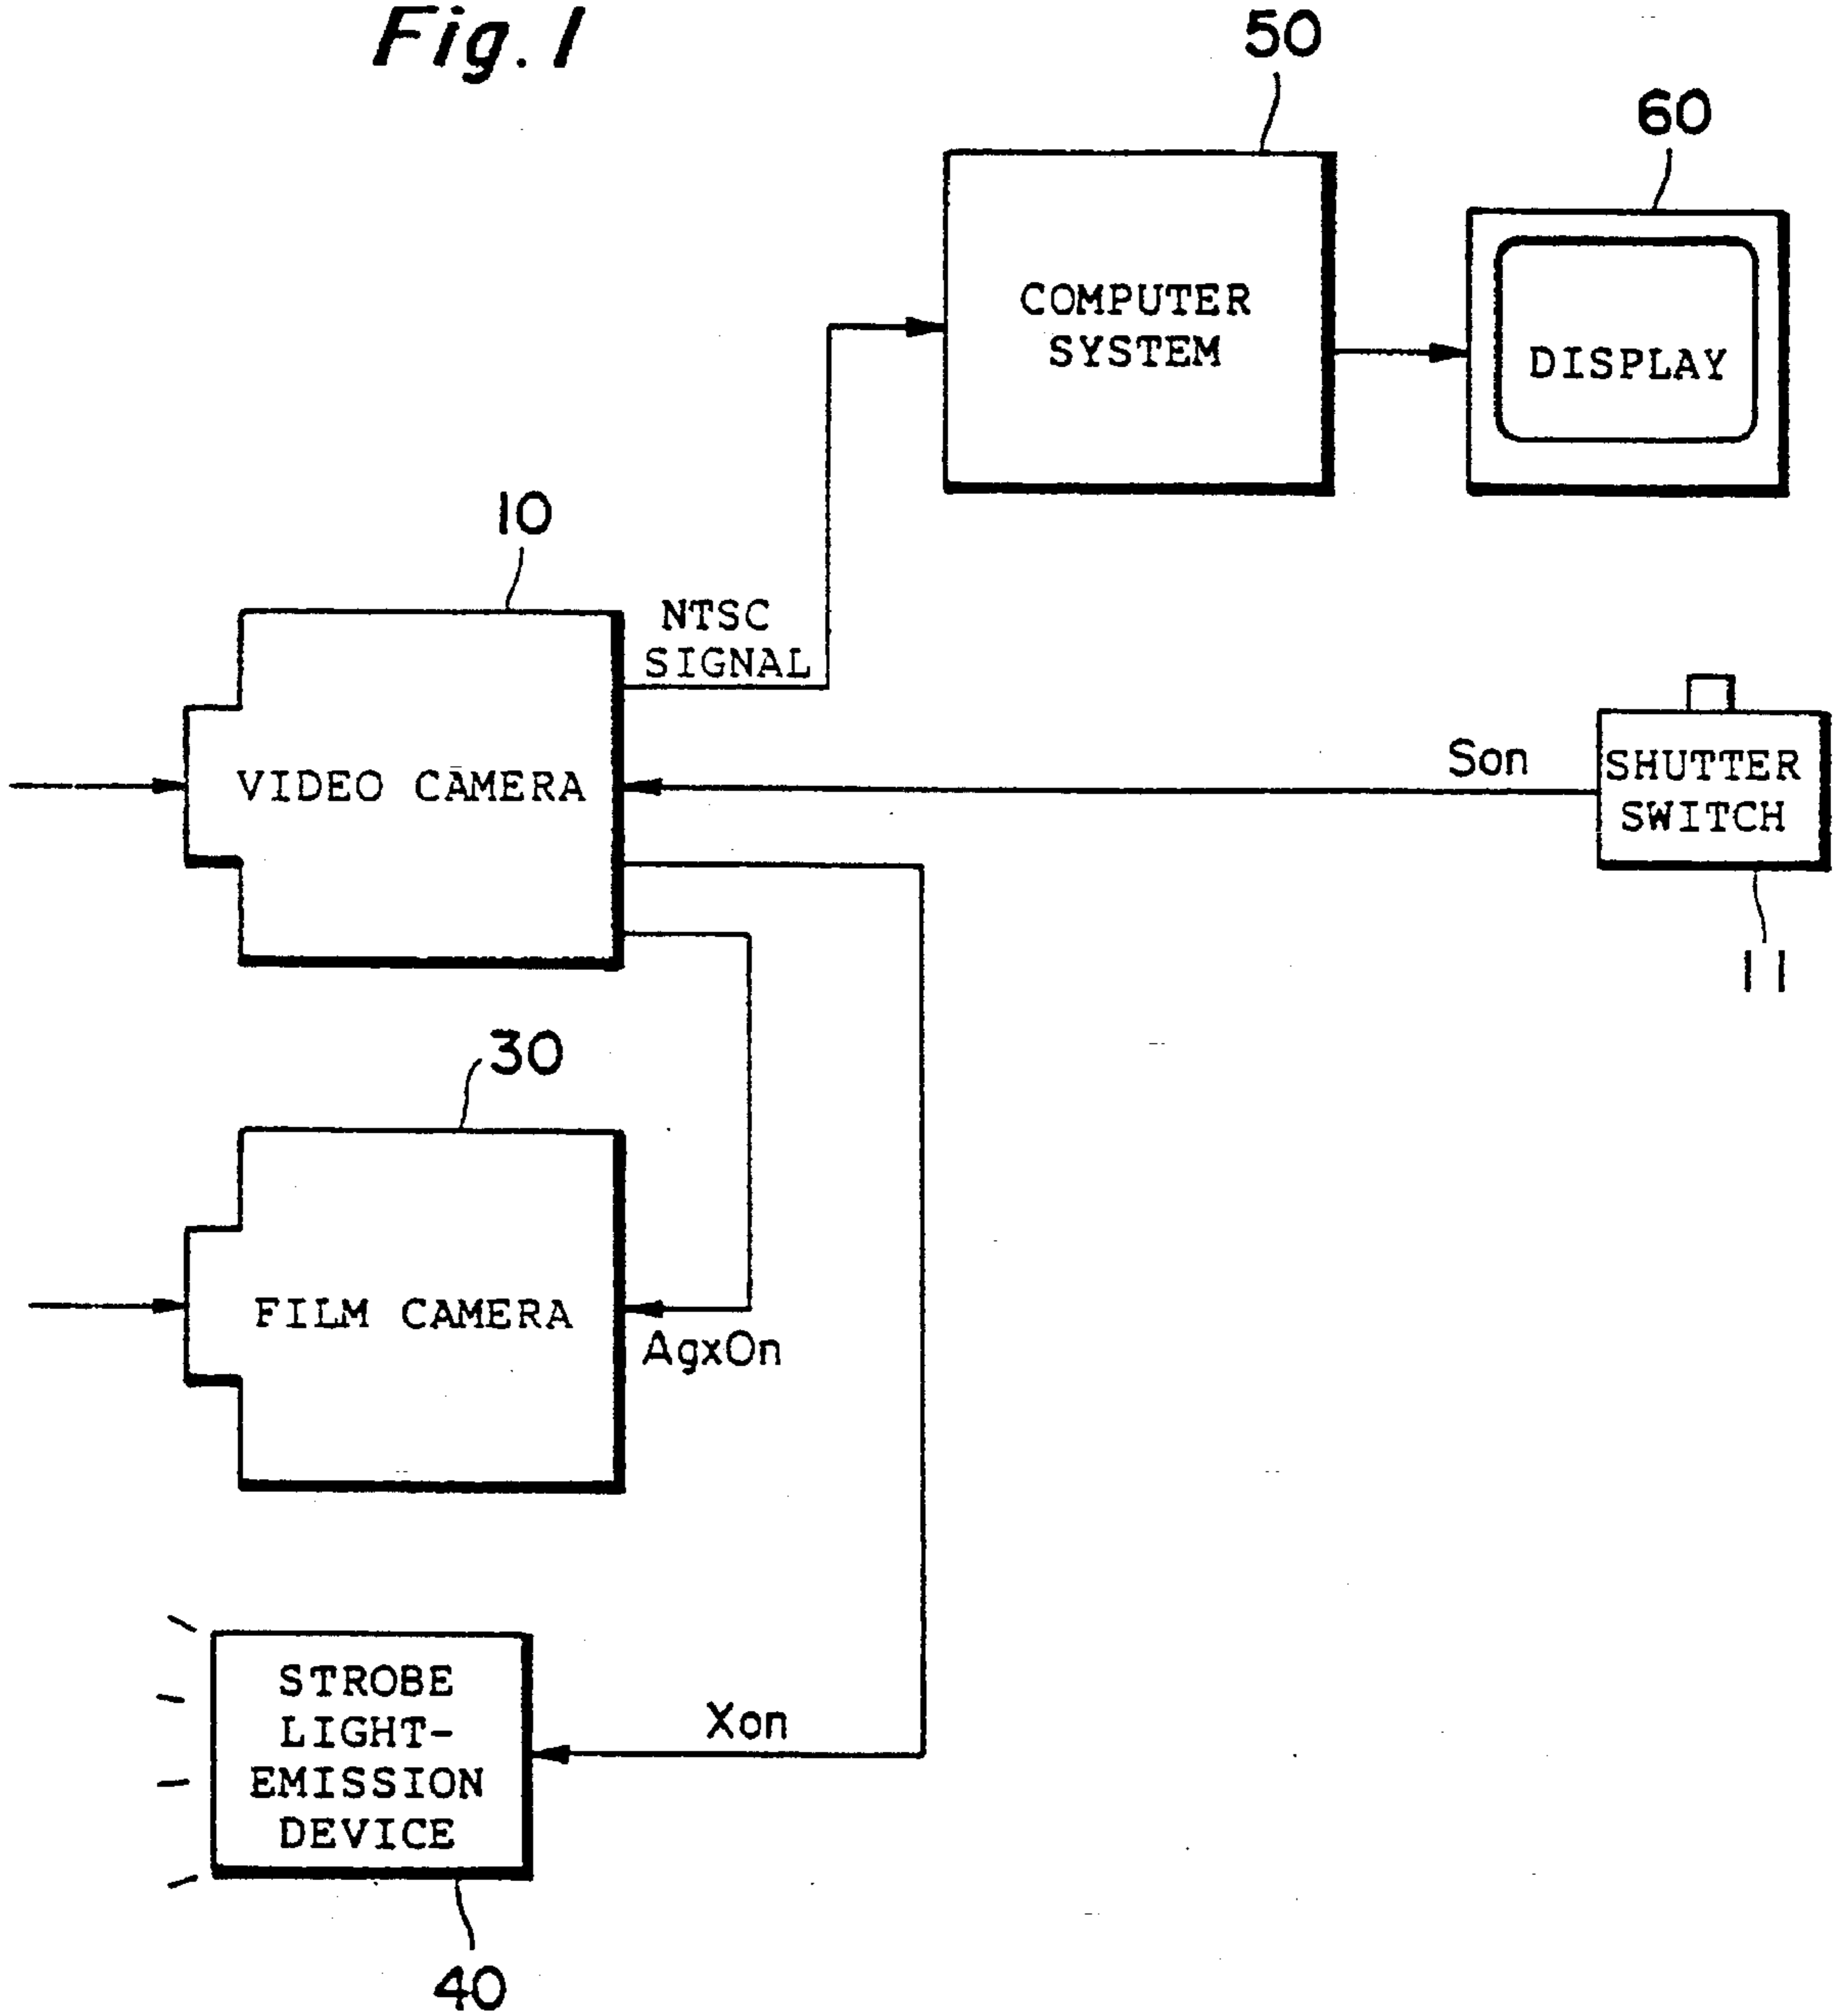 Fig. 1
50
60
COMPUTER
SYSTEM
DISPLAY
10
NTSC
SIGNAL
VIDEO CAMERA
Son
SHUTTER
SWITCH
11
30
FILM CAMERA
AgxOn
STROBE
LIGHT-
EMISSION
DEVICE
Xon
40